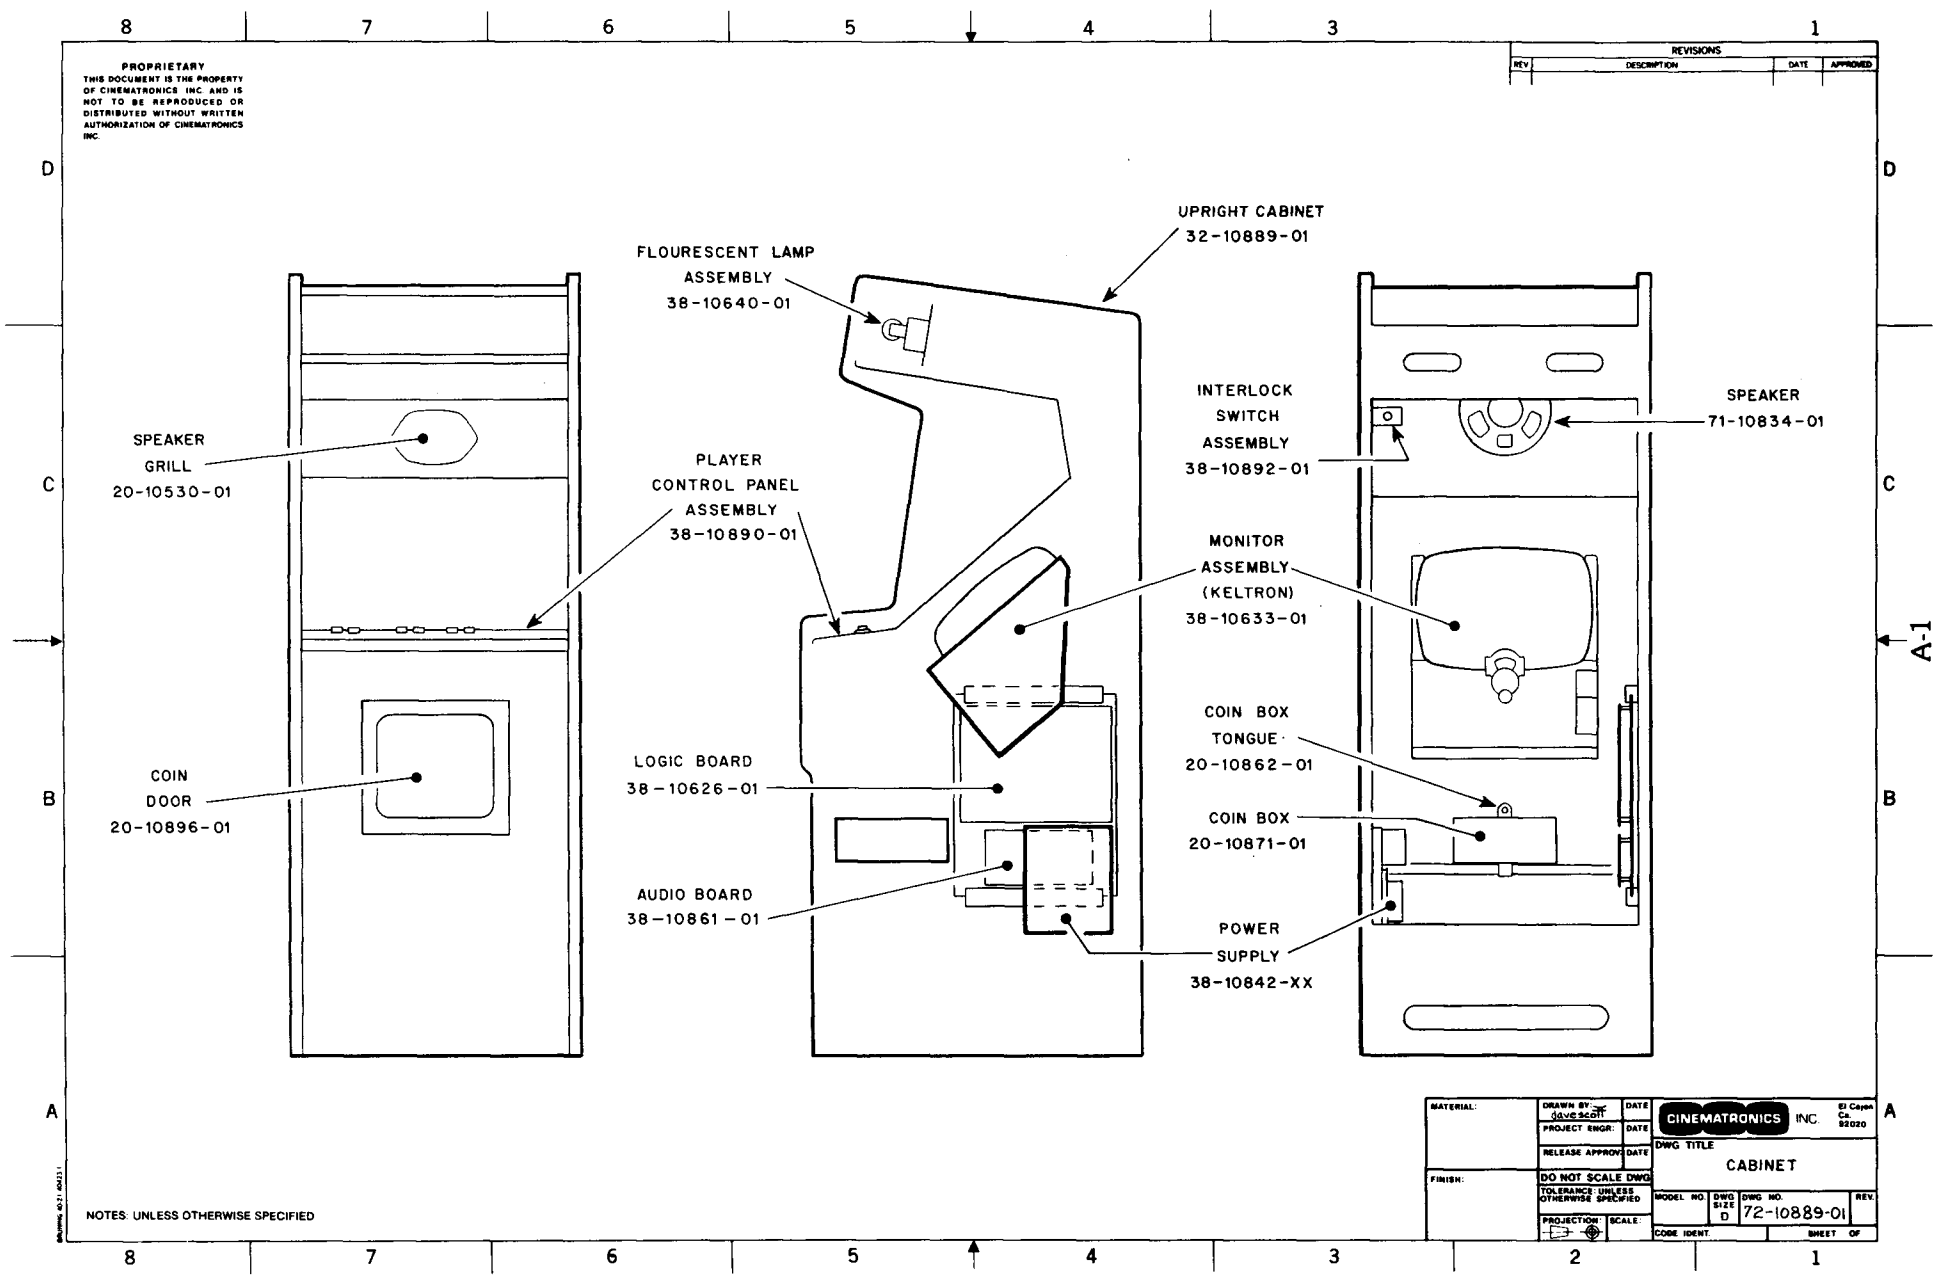 8 7 6 5 4 3 1
PROPRIETARY
THIS DOCUMENT IS THE PROPERTY
OF CINEMATRONICS INC. AND IS
NOT TO BE REPRODUCED OR
DISTRIBUTED WITHOUT WRITTEN
AUTHORIZATION OF CINEMATRONICS
INC.
REVISIONS
REV DESCRIPTION DATE APPROVED
D D
UPRIGHT CABINET
32-10889-01
FLOURESCENT LAMP
ASSEMBLY
38-10640-01
SPEAKER
GRILL
20-10530-01
PLAYER
CONTROL PANEL
ASSEMBLY
38-10890-01
INTERLOCK
SWITCH
ASSEMBLY
38-10892-01
SPEAKER
71-10834-01
C C
MONITOR
ASSEMBLY
(KELTRON)
38-10633-01
A-1
COIN
DOOR
20-10896-01
LOGIC BOARD
38-10626-01
COIN BOX
TONGUE
20-10862-01
B B
COIN BOX
20-10871-01
AUDIO BOARD
38-10861-01
POWER
SUPPLY
38-10842-XX
A A
MATERIAL:
FINISH:
DRAWN BY: DATE
dave scott
PROJECT ENGR: DATE
RELEASE APPROV: DATE
DO NOT SCALE DWG
TOLERANCE: UNLESS
OTHERWISE SPECIFIED
PROJECTION: SCALE:
CINEMATRONICS INC.
El Cajon
Ca.
92020
DWG TITLE
CABINET
MODEL NO. DWG SIZE D DWG NO. 72-10889-01 REV.
CODE IDENT. SHEET OF
NOTES: UNLESS OTHERWISE SPECIFIED
8 7 6 5 4 3 2 1